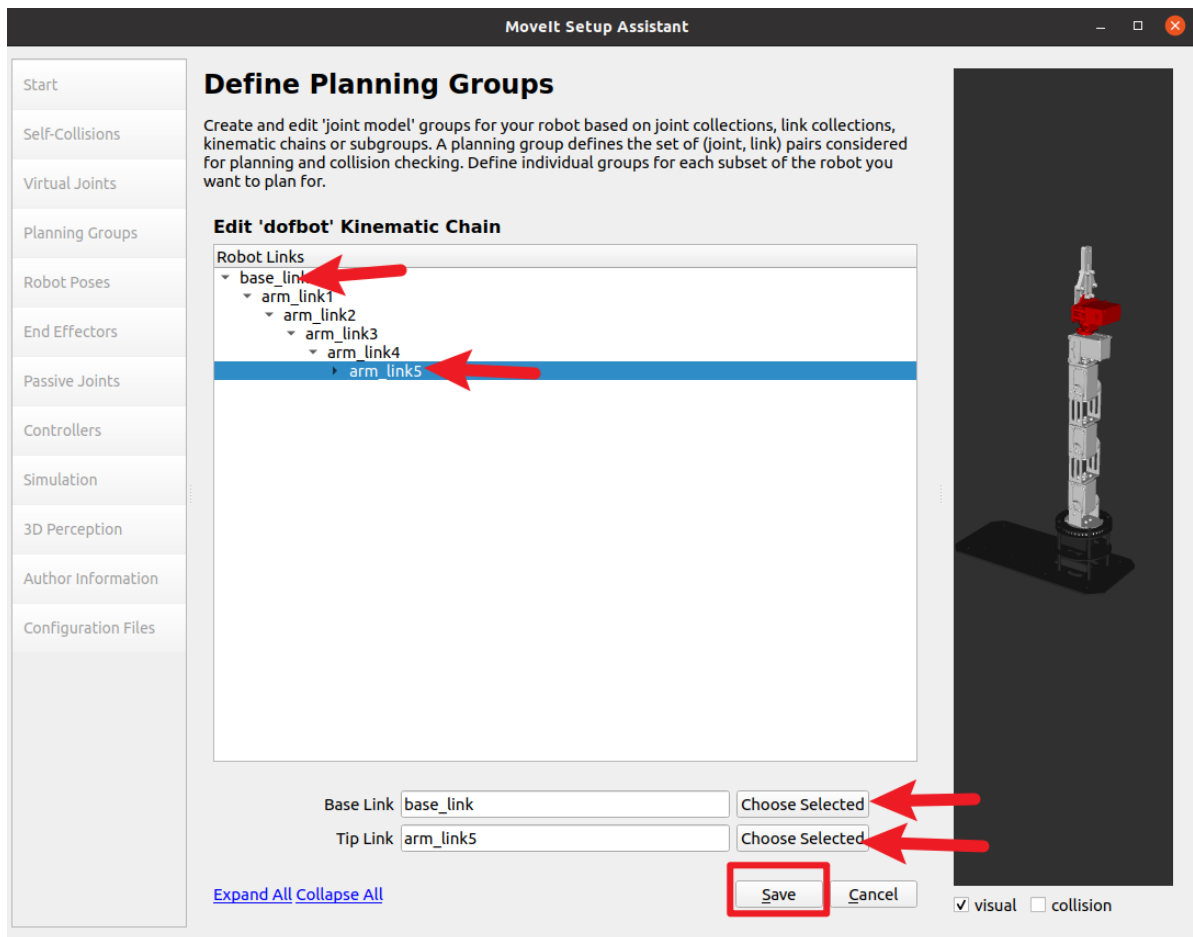 MoveIt Setup Assistant
Start
Self-Collisions
Virtual Joints
Planning Groups
Robot Poses
End Effectors
Passive Joints
Controllers
Simulation
3D Perception
Author Information
Configuration Files
Define Planning Groups
Create and edit 'joint model' groups for your robot based on joint collections, link collections,
kinematic chains or subgroups. A planning group defines the set of (joint, link) pairs considered
for planning and collision checking. Define individual groups for each subset of the robot you
want to plan for.
Edit 'dofbot' Kinematic Chain
Robot Links
base_link
arm_link1
arm_link2
arm_link3
arm_link4
arm_link5
Base Link base_link Choose Selected
Tip Link arm_link5 Choose Selected
Expand All Collapse All Save Cancel
visual collision